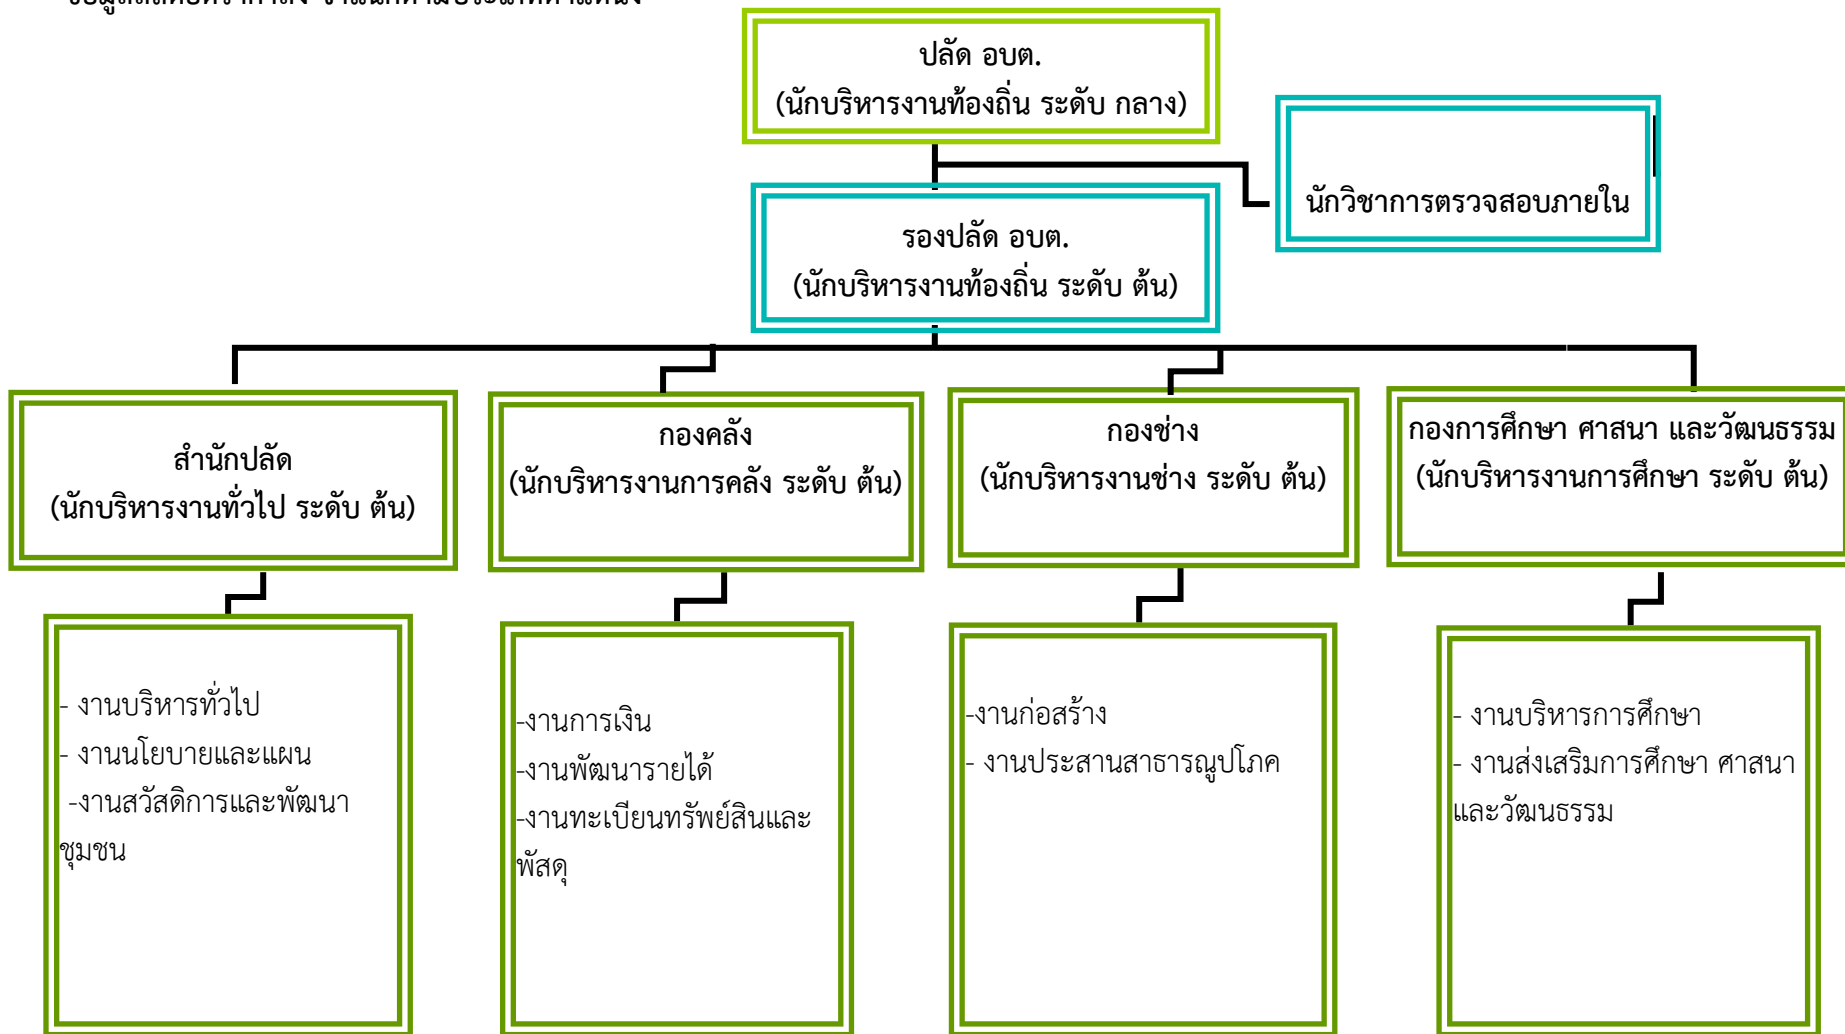 ปลัด อบต.
(นักบริหารงานท้องถิ่น ระดับ กลาง)
นักวิชาการตรวจสอบภายใน
รองปลัด อบต.
(นักบริหารงานท้องถิ่น ระดับ ต้น)
สำนักปลัด
(นักบริหารงานทั่วไป ระดับ ต้น)
กองคลัง
(นักบริหารงานการคลัง ระดับ ต้น)
กองช่าง
(นักบริหารงานช่าง ระดับ ต้น)
กองการศึกษา ศาสนา และวัฒนธรรม
(นักบริหารงานการศึกษา ระดับ ต้น)
- งานบริหารทั่วไป
- งานนโยบายและแผน
-งานสวัสดิการและพัฒนา
ชุมชน
-งานการเงิน
-งานพัฒนารายได้
-งานทะเบียนทรัพย์สินและ
พัสดุ
-งานก่อสร้าง
- งานประสานสาธารณูปโภค
- งานบริหารการศึกษา
- งานส่งเสริมการศึกษา ศาสนา
และวัฒนธรรม